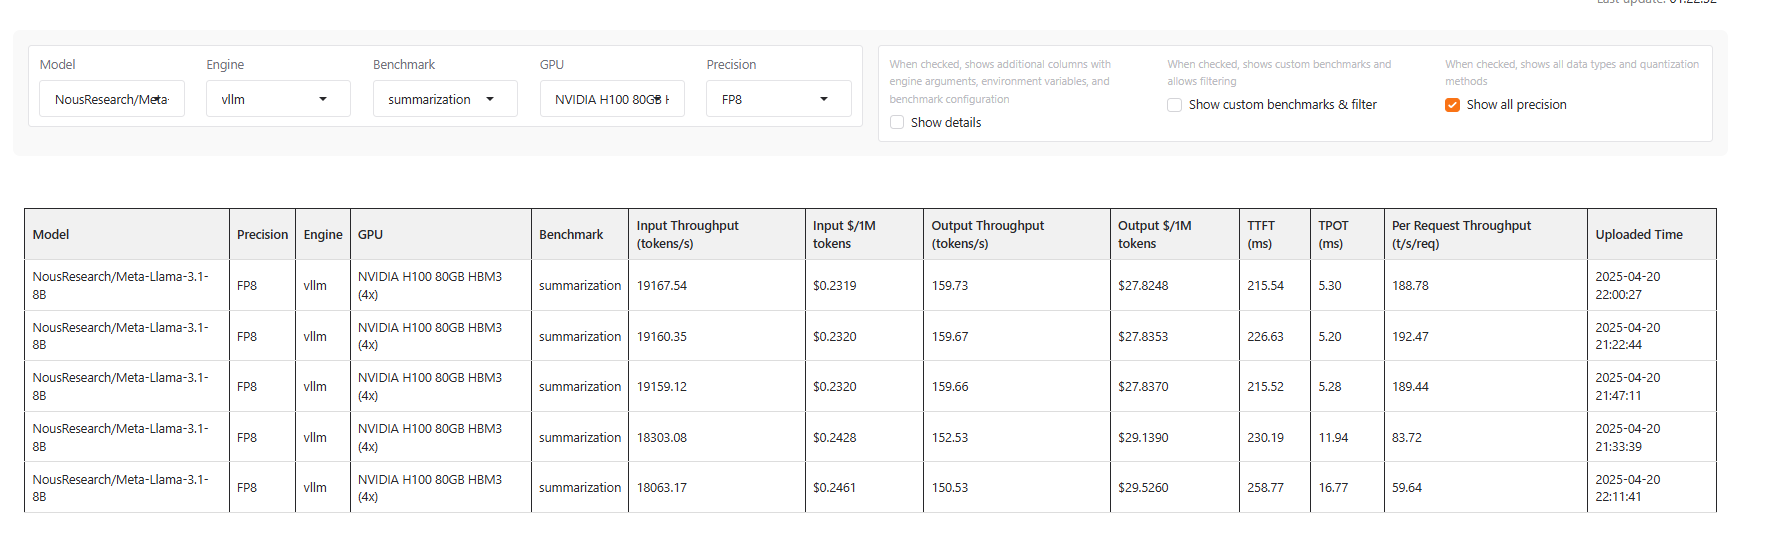 Last update: 01:22:52
Model
Engine
Benchmark
GPU
Precision
NousResearch/Meta-
vllm
summarization
NVIDIA H100 80GB H
FP8
When checked, shows additional columns with
engine arguments, environment variables, and
benchmark configuration
Show details
When checked, shows custom benchmarks and
allows filtering
Show custom benchmarks & filter
When checked, shows all data types and quantization
methods
Show all precision
Model Precision Engine GPU Benchmark Input Throughput (tokens/s) Input $/1M tokens Output Throughput (tokens/s) Output $/1M tokens TTFT (ms) TPOT (ms) Per Request Throughput (t/s/req) Uploaded Time
NousResearch/Meta-Llama-3.1-8B FP8 vllm NVIDIA H100 80GB HBM3 (4x) summarization 19167.54 $0.2319 159.73 $27.8248 215.54 5.30 188.78 2025-04-20 22:00:27
NousResearch/Meta-Llama-3.1-8B FP8 vllm NVIDIA H100 80GB HBM3 (4x) summarization 19160.35 $0.2320 159.67 $27.8353 226.63 5.20 192.47 2025-04-20 21:22:44
NousResearch/Meta-Llama-3.1-8B FP8 vllm NVIDIA H100 80GB HBM3 (4x) summarization 19159.12 $0.2320 159.66 $27.8370 215.52 5.28 189.44 2025-04-20 21:47:11
NousResearch/Meta-Llama-3.1-8B FP8 vllm NVIDIA H100 80GB HBM3 (4x) summarization 18303.08 $0.2428 152.53 $29.1390 230.19 11.94 83.72 2025-04-20 21:33:39
NousResearch/Meta-Llama-3.1-8B FP8 vllm NVIDIA H100 80GB HBM3 (4x) summarization 18063.17 $0.2461 150.53 $29.5260 258.77 16.77 59.64 2025-04-20 22:11:41